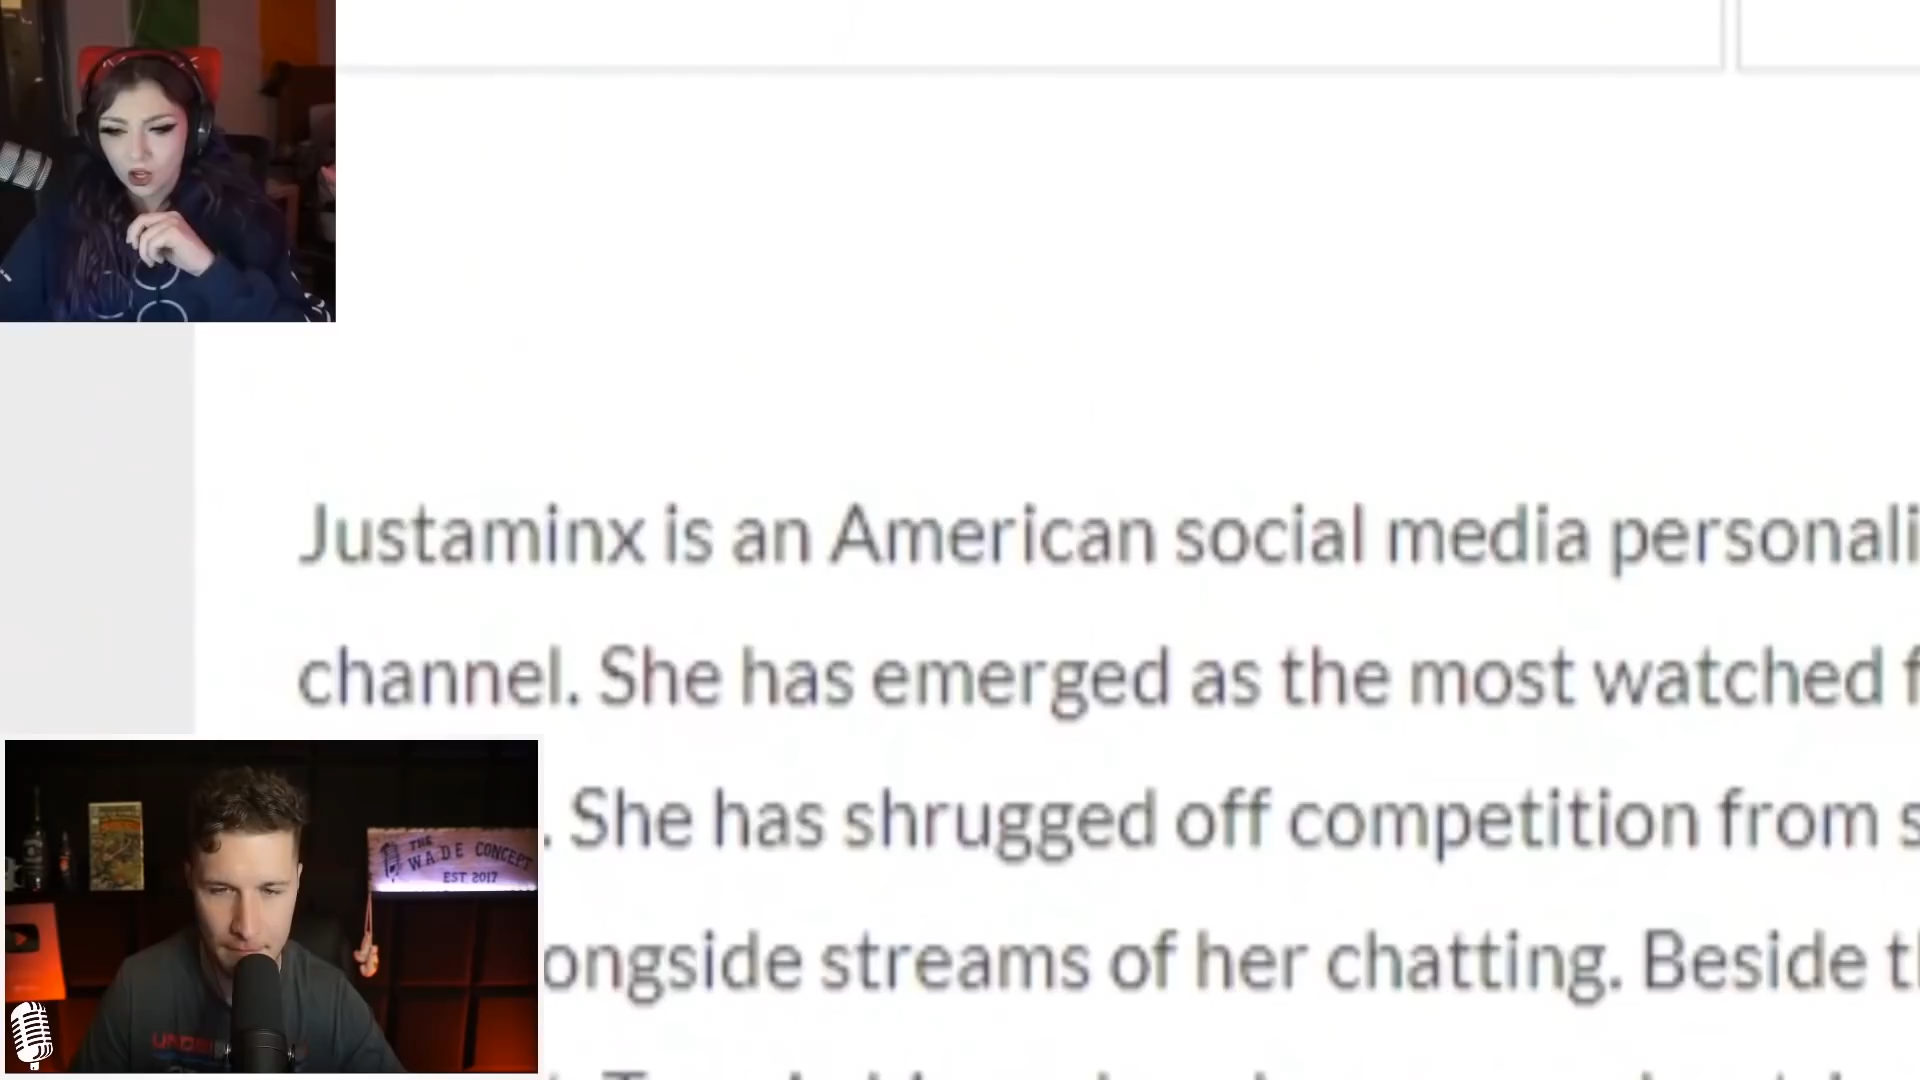 Justaminx is an American social media personali
channel. She has emerged as the most watched f
. She has shrugged off competition from s
ongside streams of her chatting. Beside t
THE
WADE CONCEPT
EST 2017